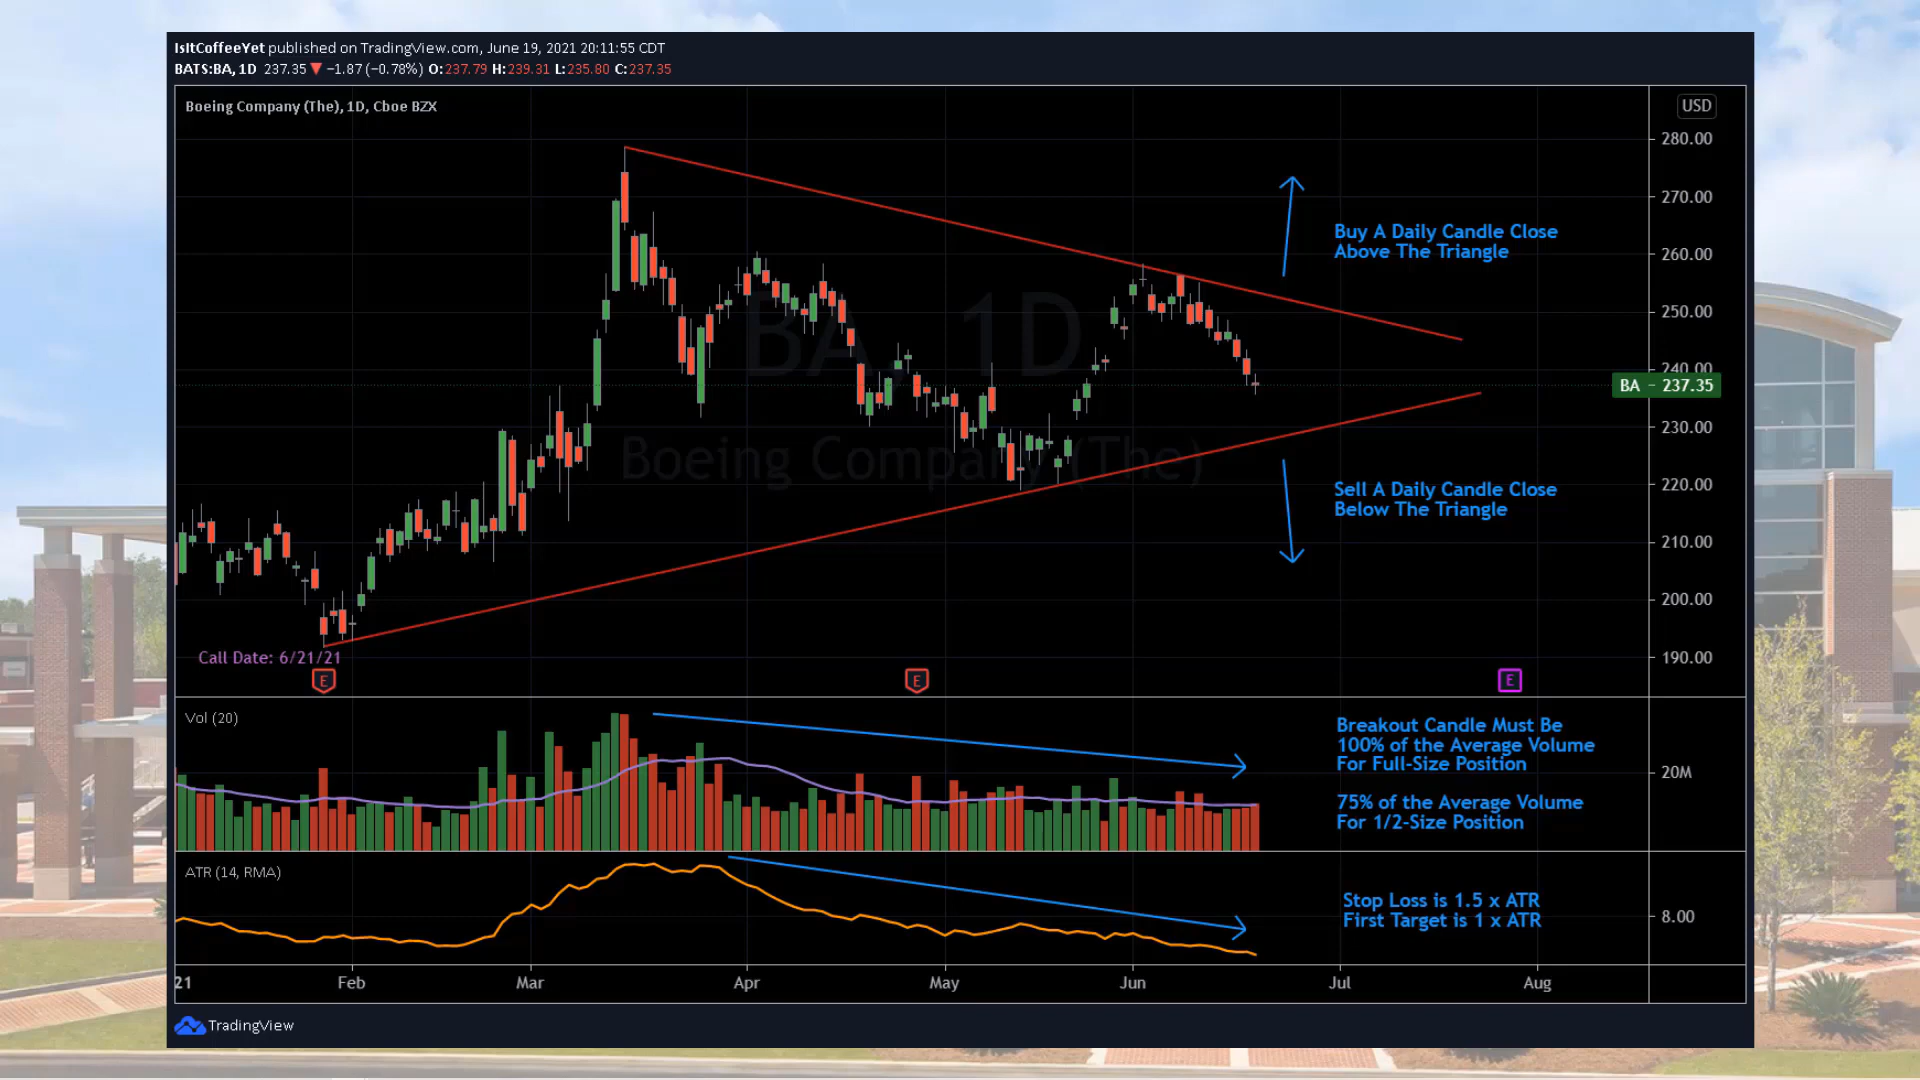 IsItCoffeeYet published on TradingView.com, June 19, 2021 20:11:55 CDT
BATS:BA, 1D 237.35 ▼ −1.87 (−0.78%) O:237.79 H:239.31 L:235.80 C:237.35
Boeing Company (The), 1D, Cboe BZX
USD
280.00
270.00
Buy A Daily Candle Close
Above The Triangle
260.00
250.00
BA, 1D
240.00
BA − 237.35
230.00
Boeing Company (The)
220.00
Sell A Daily Candle Close
Below The Triangle
210.00
200.00
190.00
Call Date: 6/21/21
E
E
E
Vol (20)
Breakout Candle Must Be
100% of the Average Volume
For Full-Size Position
20M
75% of the Average Volume
For 1/2-Size Position
ATR (14, RMA)
Stop Loss is 1.5 x ATR
First Target is 1 x ATR
8.00
21 Feb Mar Apr May Jun Jul Aug
TradingView